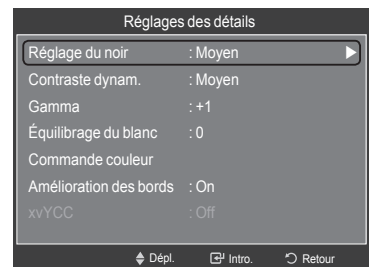 Réglages des détails
Réglage du noir : Moyen
Contraste dynam. : Moyen
Gamma : +1
Équilibrage du blanc : 0
Commande couleur
Amélioration des bords : On
xvYCC : Off
Dépl. Intro. Retour